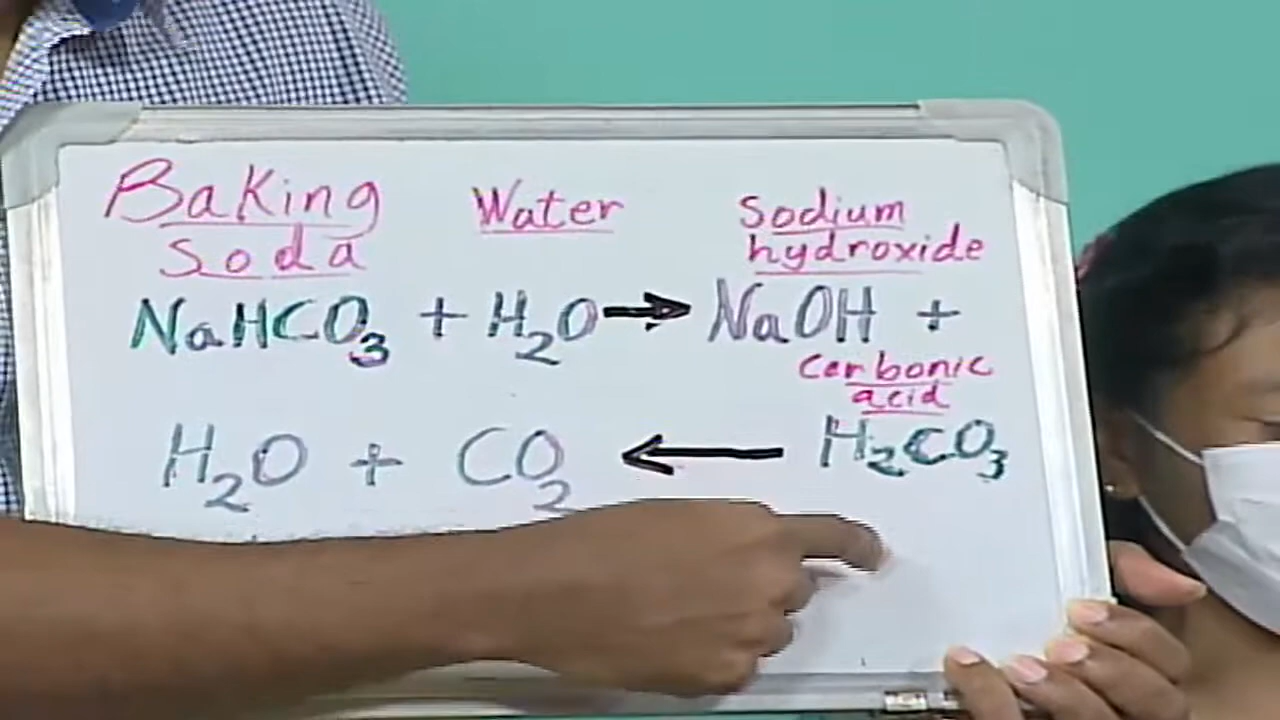 Baking Water Sodium
soda hydroxide
NaHCO₃ + H₂O → NaOH +
Carbonic
acid
H₂O + CO₂ ← H₂CO₃